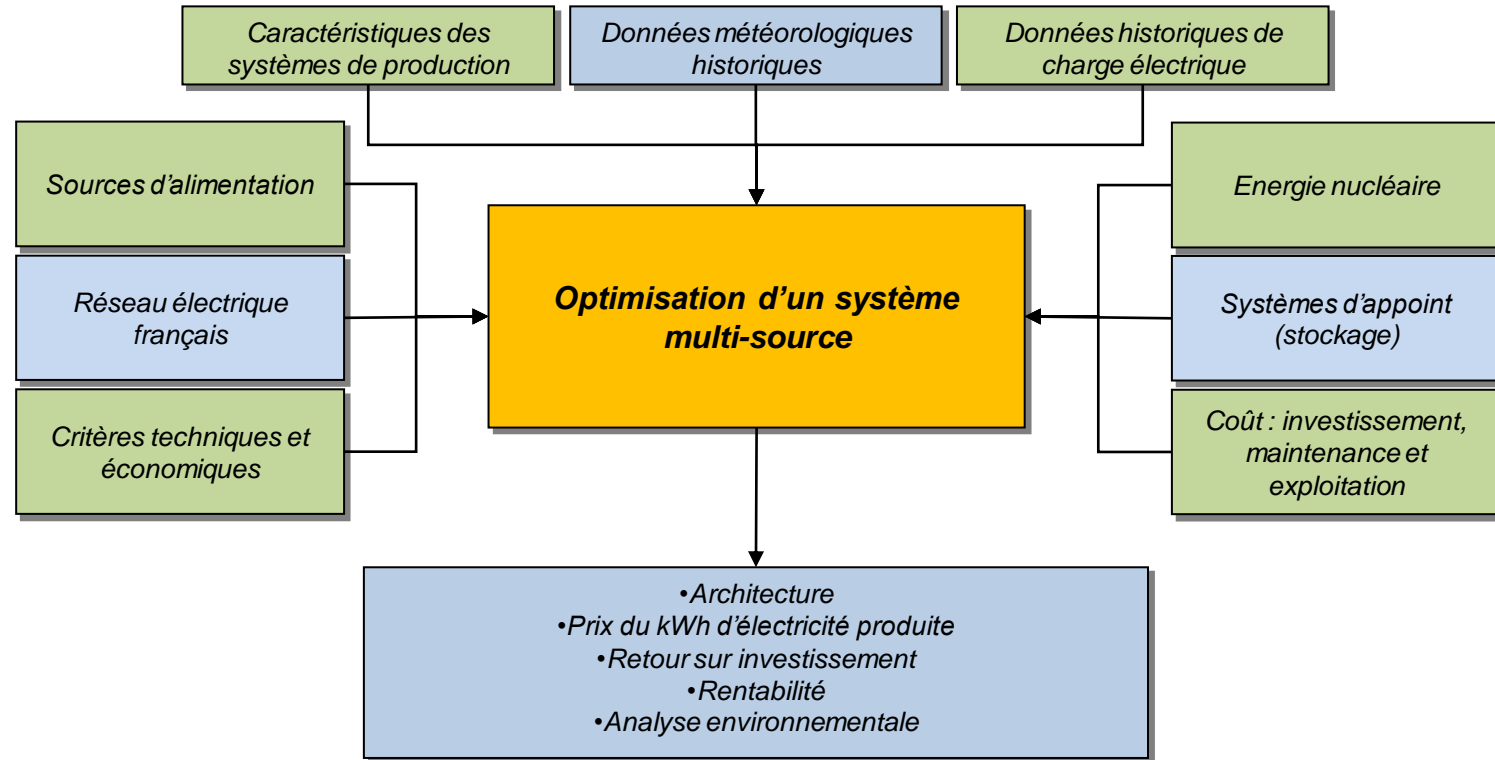 Caractéristiques des
systèmes de production
Données météorologiques
historiques
Données historiques de
charge électrique
Sources d'alimentation
Réseau électrique
français
Critères techniques et
économiques
Optimisation d'un système
multi-source
Energie nucléaire
Systèmes d'appoint
(stockage)
Coût : investissement,
maintenance et
exploitation
•Architecture
•Prix du kWh d'électricité produite
•Retour sur investissement
•Rentabilité
•Analyse environnementale